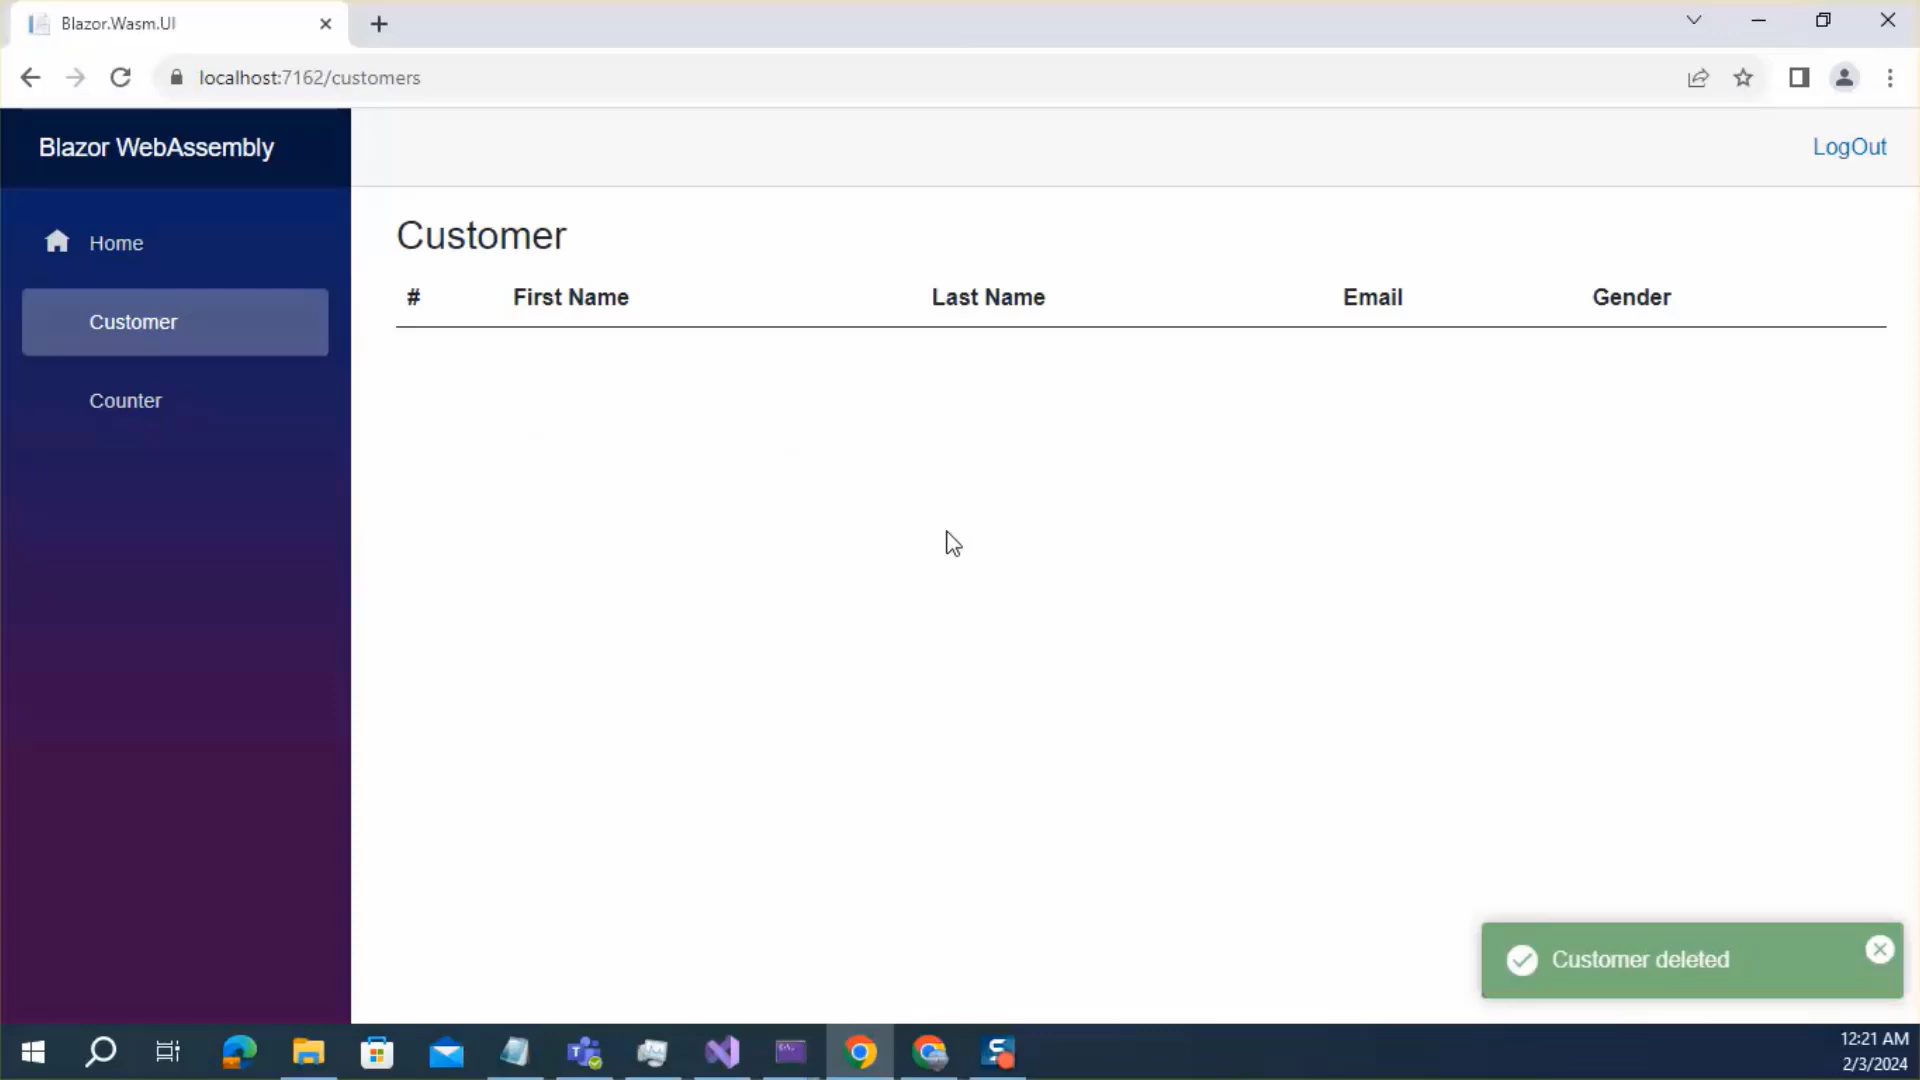 Blazor.Wasm.UI
localhost:7162/customers
Blazor WebAssembly
LogOut
Home
Customer
Counter
Customer
# First Name Last Name Email Gender
Customer deleted
12:21 AM
2/3/2024